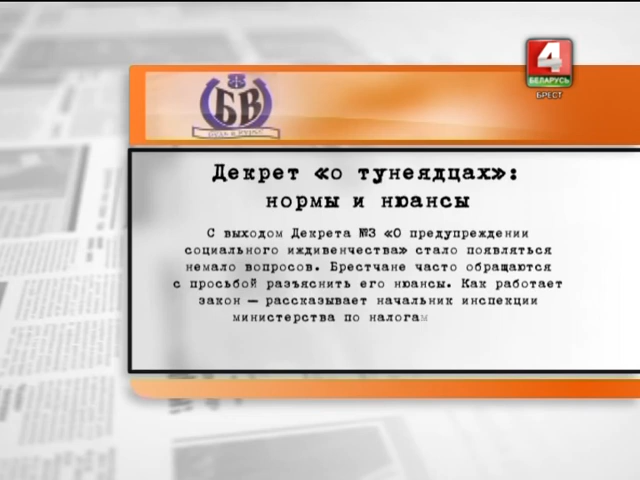 4
БЕЛАРУСЬ
БРЕСТ
БВ
Декрет «о тунеядцах»:
нормы и нюансы
С выходом Декрета №3 «О предупреждении
социального иждивенчества» стало появляться
немало вопросов. Брестчане часто обращаются
с просьбой разъяснить его нюансы. Как работает
закон — рассказывает начальник инспекции
министерства по налогам